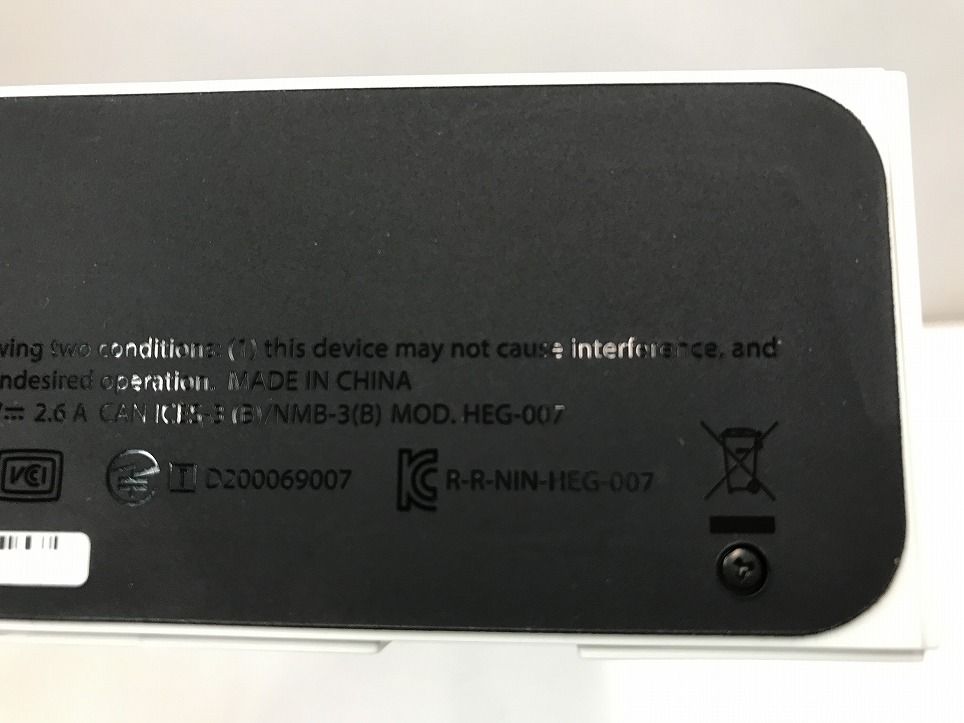 wing two conditions: (1) this device may not cause interference, and
ndesired operation. MADE IN CHINA
2.6 A CAN ICES-3 (B)/NMB-3(B) MOD. HEG-007
VCI T D200069007 R-R-NIN-HEG-007